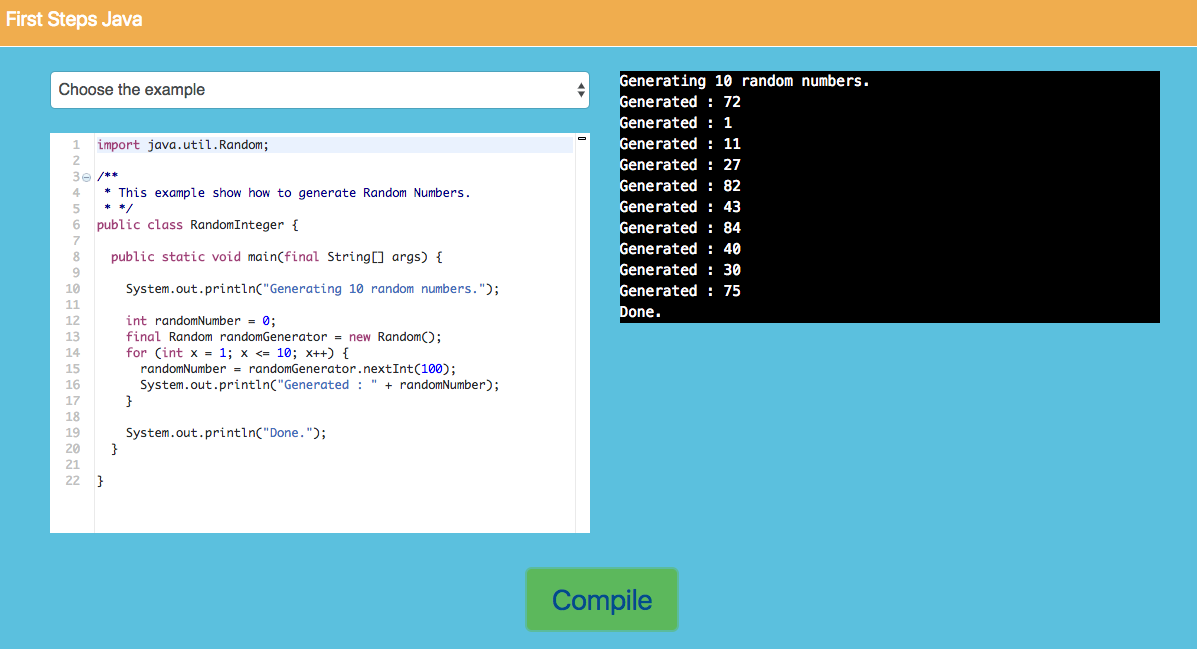 First Steps Java
Choose the example
1 import java.util.Random;
2
3 /**
4 * This example show how to generate Random Numbers.
5 * */
6 public class RandomInteger {
7
8 public static void main(final String[] args) {
9
10 System.out.println("Generating 10 random numbers.");
11
12 int randomNumber = 0;
13 final Random randomGenerator = new Random();
14 for (int x = 1; x <= 10; x++) {
15 randomNumber = randomGenerator.nextInt(100);
16 System.out.println("Generated : " + randomNumber);
17 }
18
19 System.out.println("Done.");
20 }
21
22 }
Generating 10 random numbers.
Generated : 72
Generated : 1
Generated : 11
Generated : 27
Generated : 82
Generated : 43
Generated : 84
Generated : 40
Generated : 30
Generated : 75
Done.
Compile